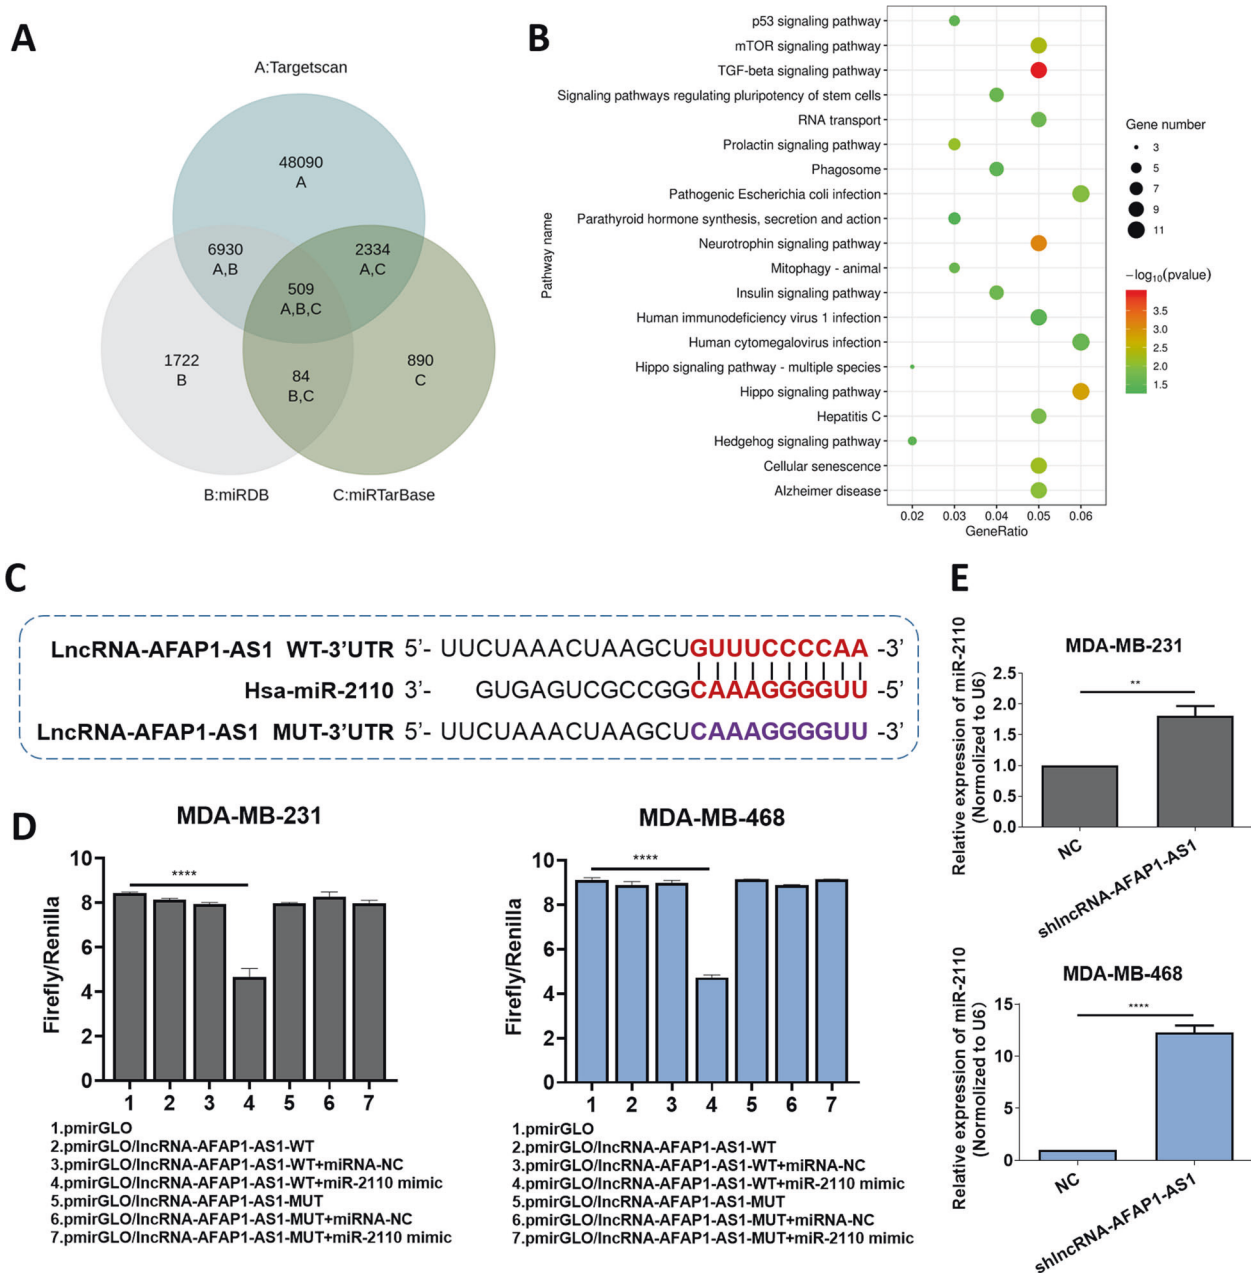 A
A:Targetscan
48090
A
6930
A,B
2334
A,C
509
A,B,C
1722
B
84
B,C
890
C
B:miRDB
C:miRTarBase
B
Pathway name
p53 signaling pathway
mTOR signaling pathway
TGF-beta signaling pathway
Signaling pathways regulating pluripotency of stem cells
RNA transport
Prolactin signaling pathway
Phagosome
Pathogenic Escherichia coli infection
Parathyroid hormone synthesis, secretion and action
Neurotrophin signaling pathway
Mitophagy - animal
Insulin signaling pathway
Human immunodeficiency virus 1 infection
Human cytomegalovirus infection
Hippo signaling pathway - multiple species
Hippo signaling pathway
Hepatitis C
Hedgehog signaling pathway
Cellular senescence
Alzheimer disease
0.02 0.03 0.04 0.05 0.06
GeneRatio
Gene number
3
5
7
9
11
−log10(pvalue)
3.5
3.0
2.5
2.0
1.5
C
LncRNA-AFAP1-AS1 WT-3'UTR 5'- UUCUAAACUAAGCUGUUUCCCCAA -3'
Hsa-miR-2110 3'- GUGAGUCGCCGGCAAAGGGGUU -5'
LncRNA-AFAP1-AS1 MUT-3'UTR 5'- UUCUAAACUAAGCUCAAAGGGGUU -3'
D
MDA-MB-231
Firefly/Renilla
10
8
6
4
2
0
****
1 2 3 4 5 6 7
1.pmirGLO
2.pmirGLO/lncRNA-AFAP1-AS1-WT
3.pmirGLO/lncRNA-AFAP1-AS1-WT+miRNA-NC
4.pmirGLO/lncRNA-AFAP1-AS1-WT+miR-2110 mimic
5.pmirGLO/lncRNA-AFAP1-AS1-MUT
6.pmirGLO/lncRNA-AFAP1-AS1-MUT+miRNA-NC
7.pmirGLO/lncRNA-AFAP1-AS1-MUT+miR-2110 mimic
MDA-MB-468
Firefly/Renilla
10
8
6
4
2
0
****
1 2 3 4 5 6 7
1.pmirGLO
2.pmirGLO/lncRNA-AFAP1-AS1-WT
3.pmirGLO/lncRNA-AFAP1-AS1-WT+miRNA-NC
4.pmirGLO/lncRNA-AFAP1-AS1-WT+miR-2110 mimic
5.pmirGLO/lncRNA-AFAP1-AS1-MUT
6.pmirGLO/lncRNA-AFAP1-AS1-MUT+miRNA-NC
7.pmirGLO/lncRNA-AFAP1-AS1-MUT+miR-2110 mimic
E
MDA-MB-231
Relative expression of miR-2110
(Normolized to U6)
2.5
2.0
1.5
1.0
0.5
0.0
**
NC
shlncRNA-AFAP1-AS1
MDA-MB-468
Relative expression of miR-2110
(Normolized to U6)
15
10
5
0
****
NC
shlncRNA-AFAP1-AS1